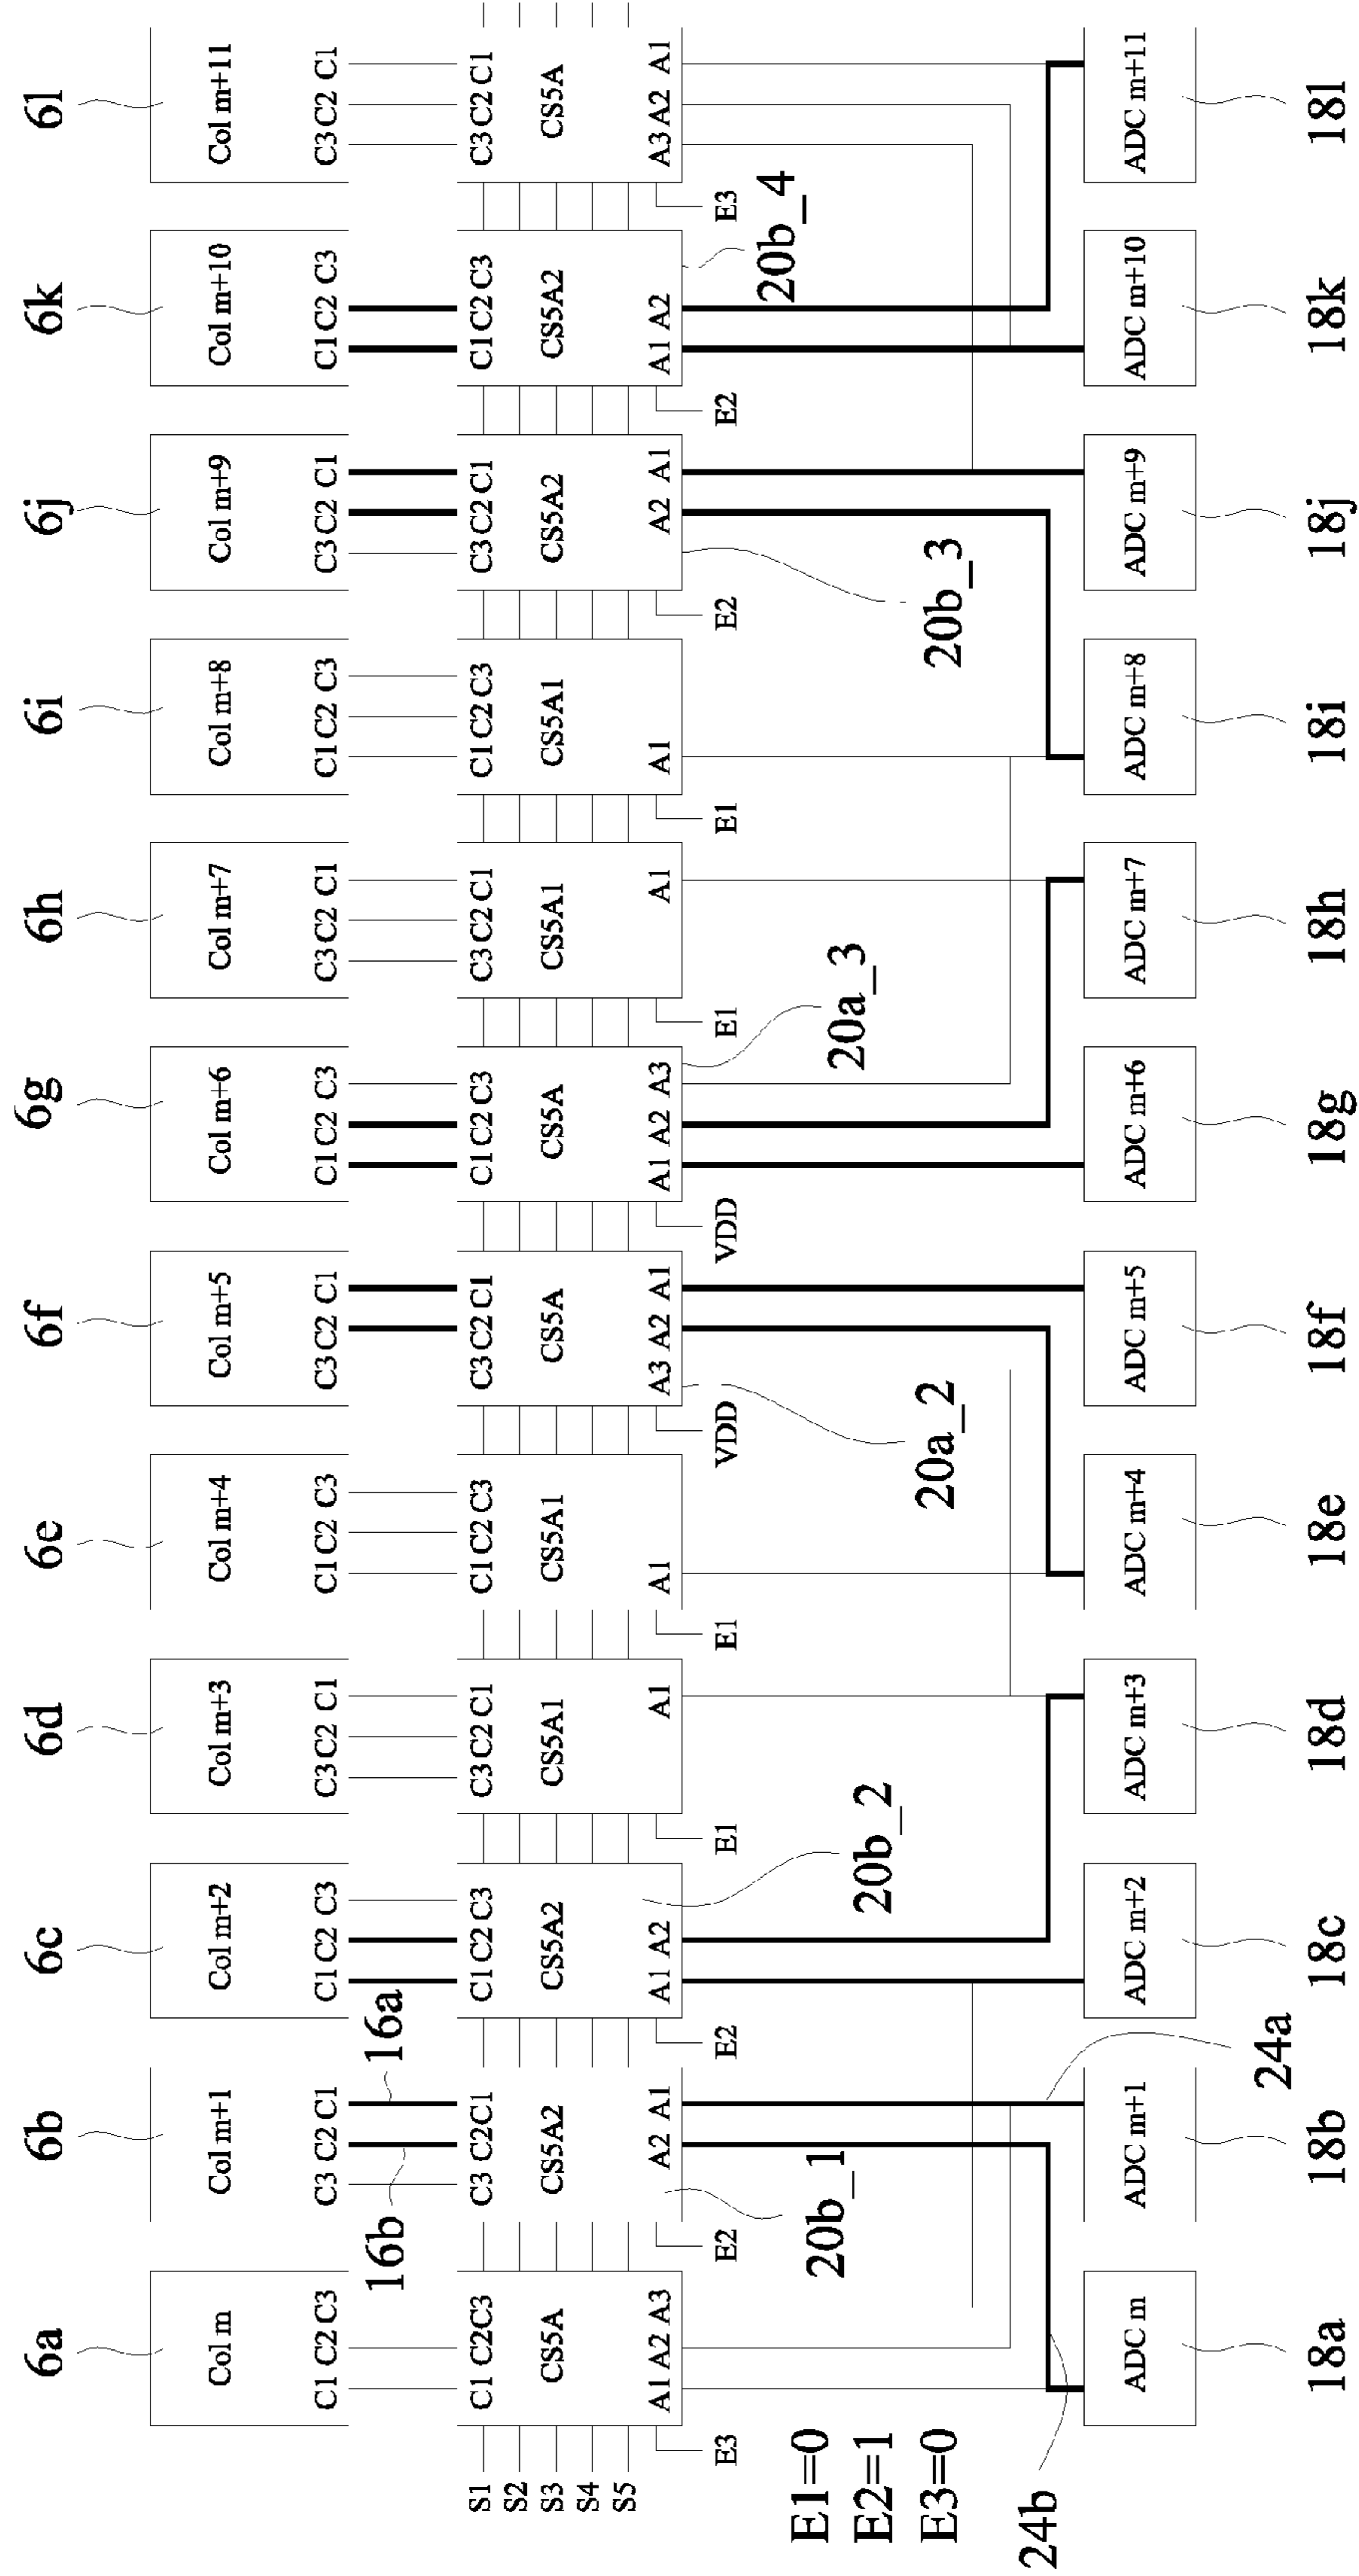 6a 6b 6c 6d 6e 6f 6g 6h 6i 6j 6k 6l
Col m Col m+1 Col m+2 Col m+3 Col m+4 Col m+5 Col m+6 Col m+7 Col m+8 Col m+9 Col m+10 Col m+11
C1 C2 C3 C3 C2 C1 C1 C2 C3 C3 C2 C1 C1 C2 C3 C3 C2 C1 C1 C2 C3 C3 C2 C1 C1 C2 C3 C3 C2 C1 C1 C2 C3 C3 C2 C1
16b 16a
S1 C1 C2C3 C3 C2C1 C1 C2 C3 C3 C2 C1 C1 C2 C3 C3 C2 C1 C1 C2 C3 C3 C2 C1 C1 C2 C3 C3 C2 C1 C1 C2 C3 C3 C2 C1
S2
S3 CS5A CS5A2 CS5A2 CS5A1 CS5A1 CS5A CS5A CS5A1 CS5A1 CS5A2 CS5A2 CS5A
S4
S5
A1 A2 A3 A2 A1 A1 A2 A1 A1 A3 A2 A1 A1 A2 A3 A1 A1 A2 A1 A1 A2 A3 A2 A1
E3 E2 E2 E1 E1 VDD VDD E1 E1 E2 E2 E3
E1=0 20b_1 20b_4
E2=1 20b_2 20a_3
E3=0 20a_2 20b_3
24b
ADC m ADC m+1 ADC m+2 ADC m+3 ADC m+4 ADC m+5 ADC m+6 ADC m+7 ADC m+8 ADC m+9 ADC m+10 ADC m+11
24a
18a 18b 18c 18d 18e 18f 18g 18h 18i 18j 18k 18l